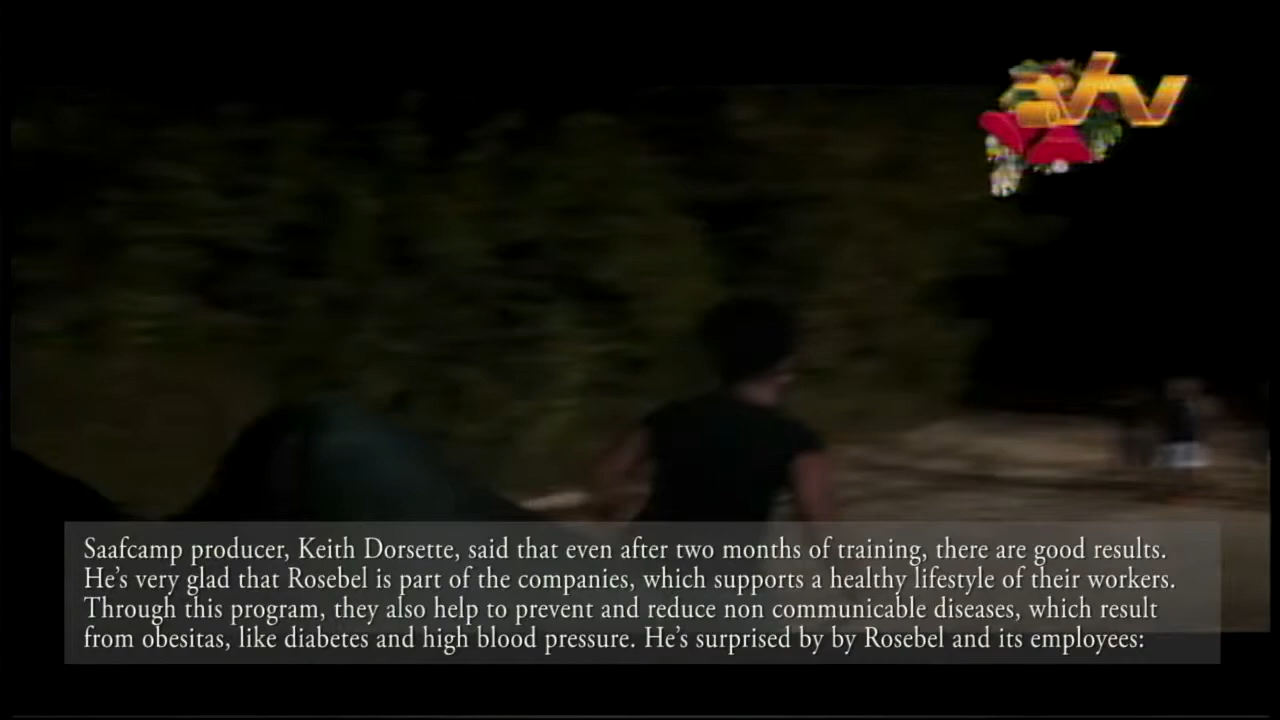 atv
Saafcamp producer, Keith Dorsette, said that even after two months of training, there are good results.
He's very glad that Rosebel is part of the companies, which supports a healthy lifestyle of their workers.
Through this program, they also help to prevent and reduce non communicable diseases, which result
from obesitas, like diabetes and high blood pressure. He's surprised by by Rosebel and its employees: